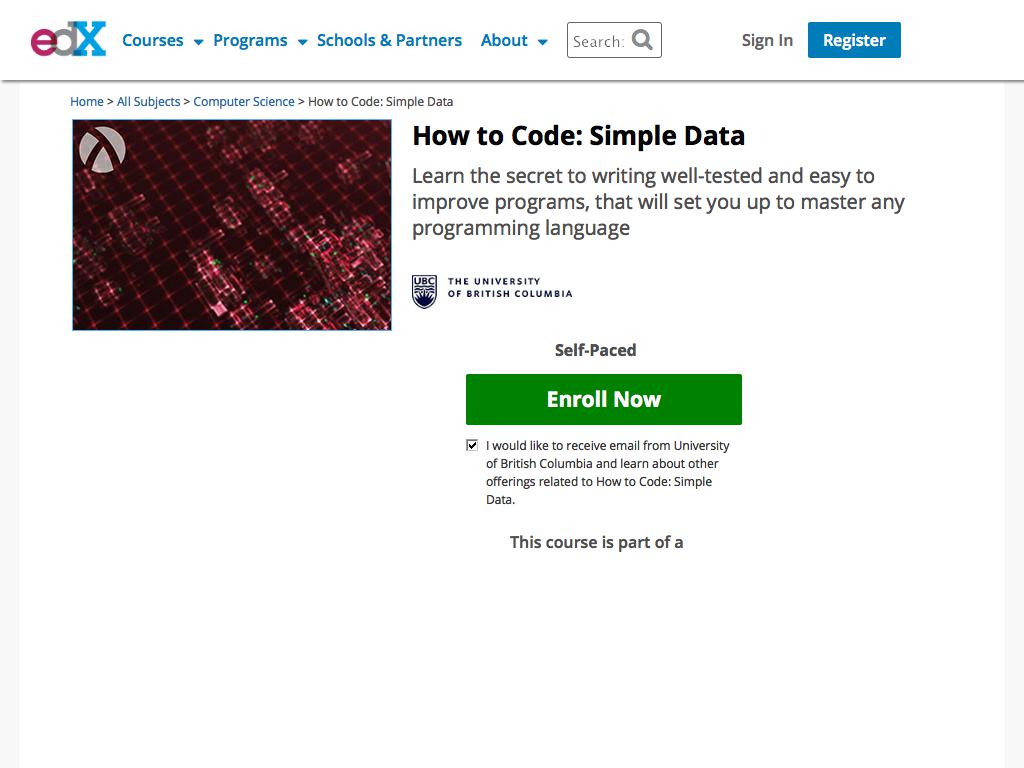 edX Courses Programs Schools & Partners About Search: Sign In Register
Home > All Subjects > Computer Science > How to Code: Simple Data
How to Code: Simple Data
Learn the secret to writing well-tested and easy to
improve programs, that will set you up to master any
programming language
UBC
THE UNIVERSITY
OF BRITISH COLUMBIA
Self-Paced
Enroll Now
I would like to receive email from University
of British Columbia and learn about other
offerings related to How to Code: Simple
Data.
This course is part of a